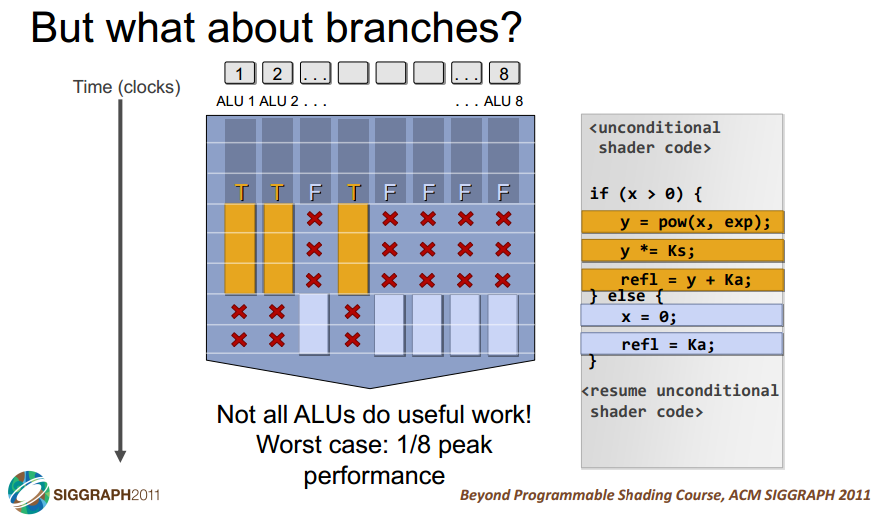 But what about branches?
1 2 ... ... 8
Time (clocks)
ALU 1 ALU 2 . . . . . . ALU 8
T T F T F F F F
<unconditional
shader code>
if (x > 0) {
y = pow(x, exp);
y *= Ks;
refl = y + Ka;
} else {
x = 0;
refl = Ka;
}
<resume unconditional
shader code>
Not all ALUs do useful work!
Worst case: 1/8 peak
performance
SIGGRAPH2011
Beyond Programmable Shading Course, ACM SIGGRAPH 2011